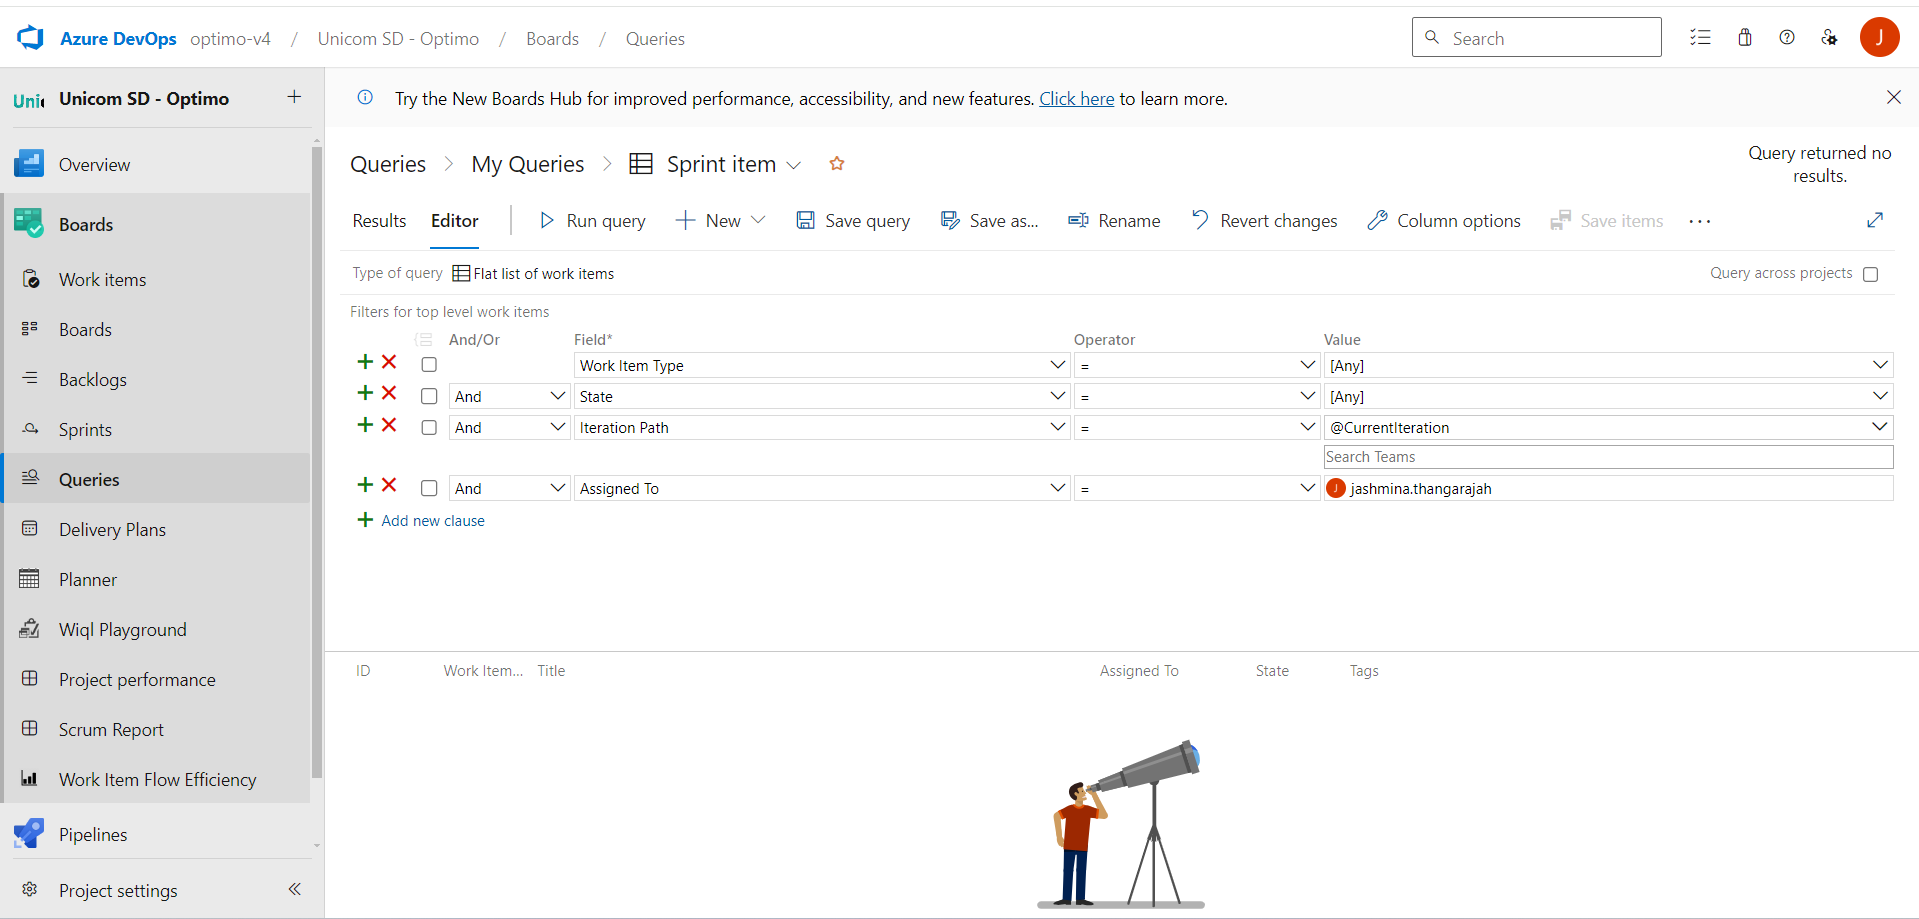 Azure DevOps optimo-v4 / Unicom SD - Optimo / Boards / Queries
Search
J
Uni Unicom SD - Optimo
Try the New Boards Hub for improved performance, accessibility, and new features. Click here to learn more.
Overview
Boards
Work items
Boards
Backlogs
Sprints
Queries
Delivery Plans
Planner
Wiql Playground
Project performance
Scrum Report
Work Item Flow Efficiency
Pipelines
Project settings
Queries > My Queries > Sprint item
Query returned no
results.
Results Editor Run query New Save query Save as... Rename Revert changes Column options Save items ...
Type of query Flat list of work items Query across projects
Filters for top level work items
And/Or Field* Operator Value
Work Item Type = [Any]
And State = [Any]
And Iteration Path = @CurrentIteration
Search Teams
And Assigned To = J jashmina.thangarajah
Add new clause
ID Work Item... Title Assigned To State Tags